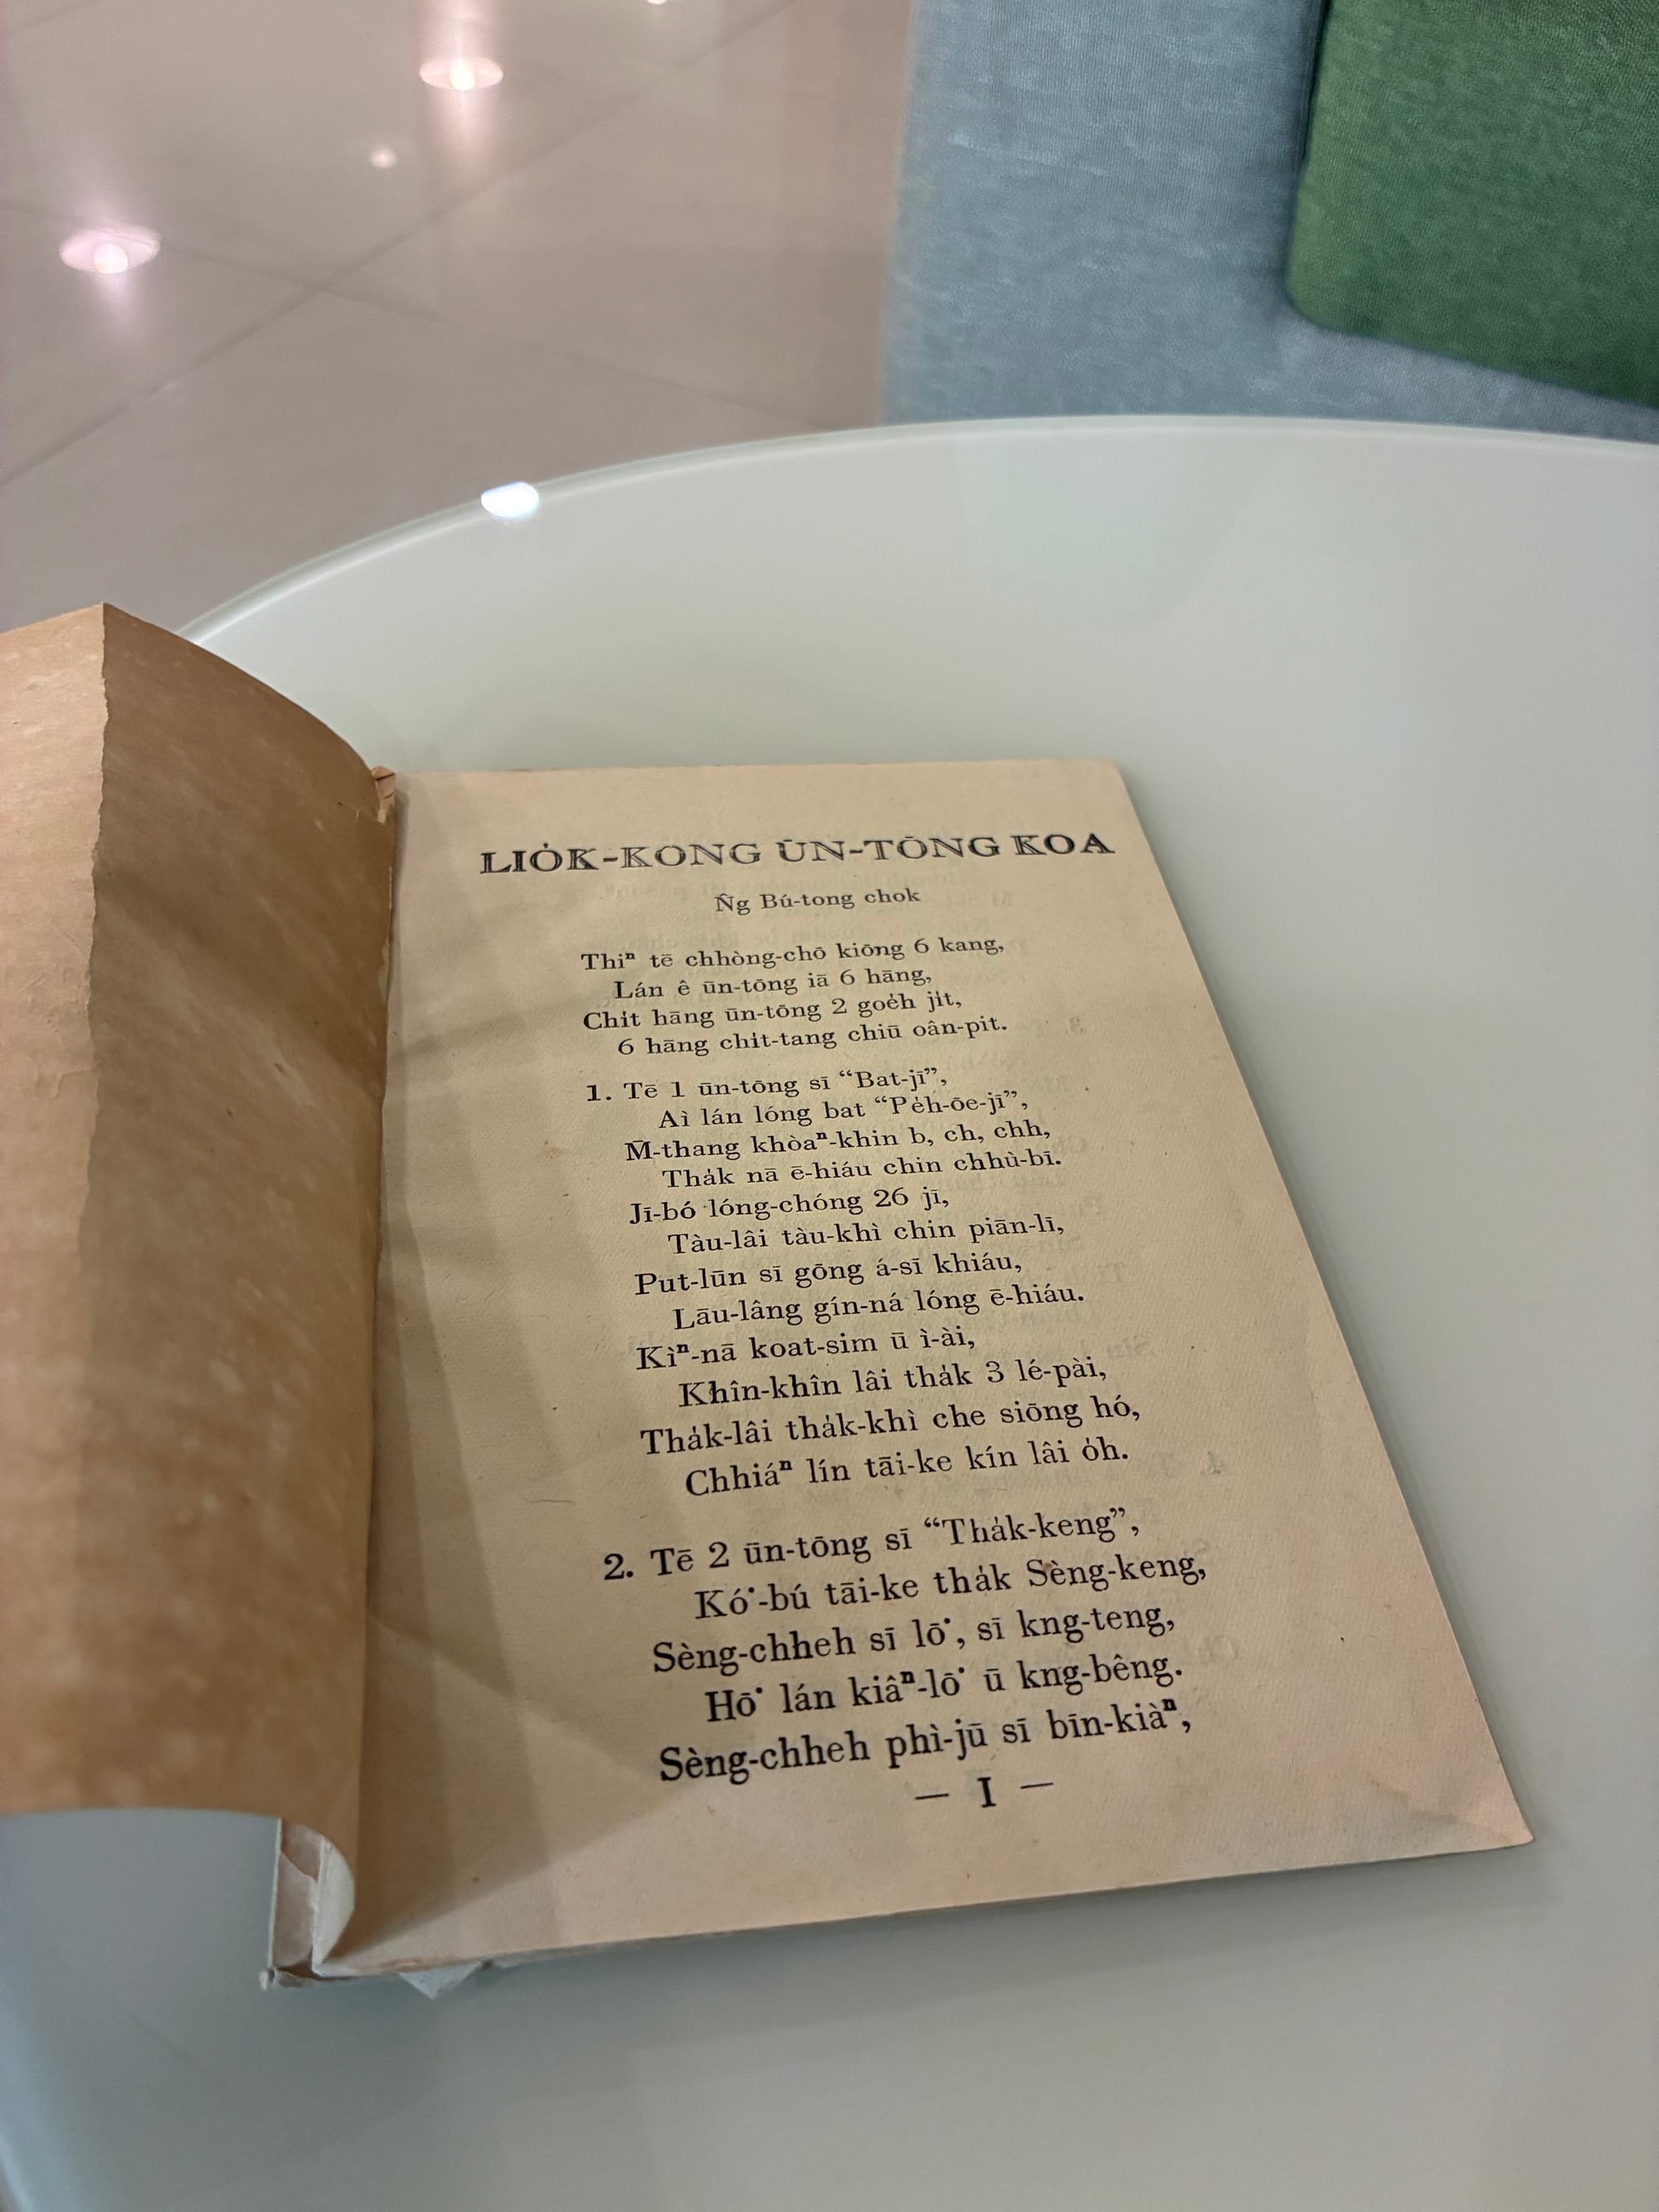 LIO̍K-KONG ŪN-TŌNG KOA
N̂g Bú-tong chok
Thiⁿ tē chhòng-chō kiōng 6 kang,
Lán ê ūn-tōng iā 6 hāng,
Chi̍t hāng ūn-tōng 2 goe̍h ji̍t,
6 hāng chi̍t-tang chiū oân-pit.
1. Tē 1 ūn-tōng sī “Bat-jī”,
Aì lán lóng bat “Pe̍h-ōe-jī”,
M̄-thang khòaⁿ-khin b, ch, chh,
Tha̍k nā ē-hiáu chin chhù-bī.
Jī-bó lóng-chóng 26 jī,
Tàu-lâi tàu-khì chin piān-lī,
Put-lūn sī gōng á-sī khiáu,
Lāu-lâng gín-ná lóng ē-hiáu.
Kìⁿ-nā koat-sim ū ì-ài,
Khîn-khîn lâi tha̍k 3 lé-pài,
Tha̍k-lâi tha̍k-khì che siōng hó,
Chhiáⁿ lín tāi-ke kín lâi o̍h.
2. Tē 2 ūn-tōng sī “Tha̍k-keng”,
Kó͘-bú tāi-ke tha̍k Sèng-keng,
Sèng-chheh sī lō͘, sī kng-teng,
Hō͘ lán kiâⁿ-lō͘ ū kng-bêng.
Sèng-chheh phì-jū sī bīn-kiàⁿ,
— I —